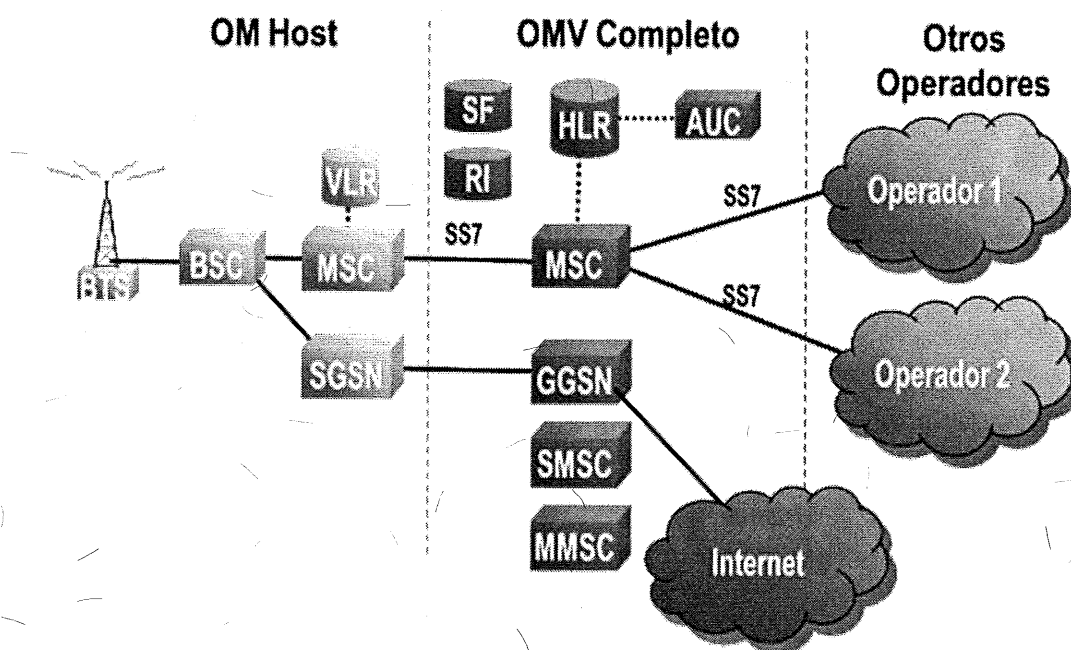 OM Host
OMV Completo
Otros
Operadores
SF
HLR
AUC
RI
VLR
Operador 1
SS7
SS7
BTS
BSC
MSC
MSC
SS7
SGSN
GGSN
Operador 2
SMSC
MMSC
Internet